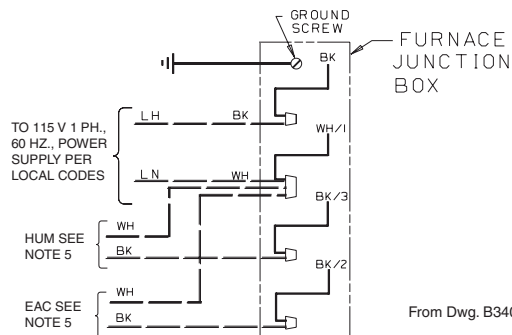 GROUND
SCREW
FURNACE
JUNCTION
BOX
BK
LH
BK
TO 115 V 1 PH.,
60 HZ., POWER
SUPPLY PER
LOCAL CODES
WH/1
LN
WH
BK/3
WH
HUM SEE
NOTE 5
BK
BK/2
WH
EAC SEE
NOTE 5
BK
From Dwg. B340